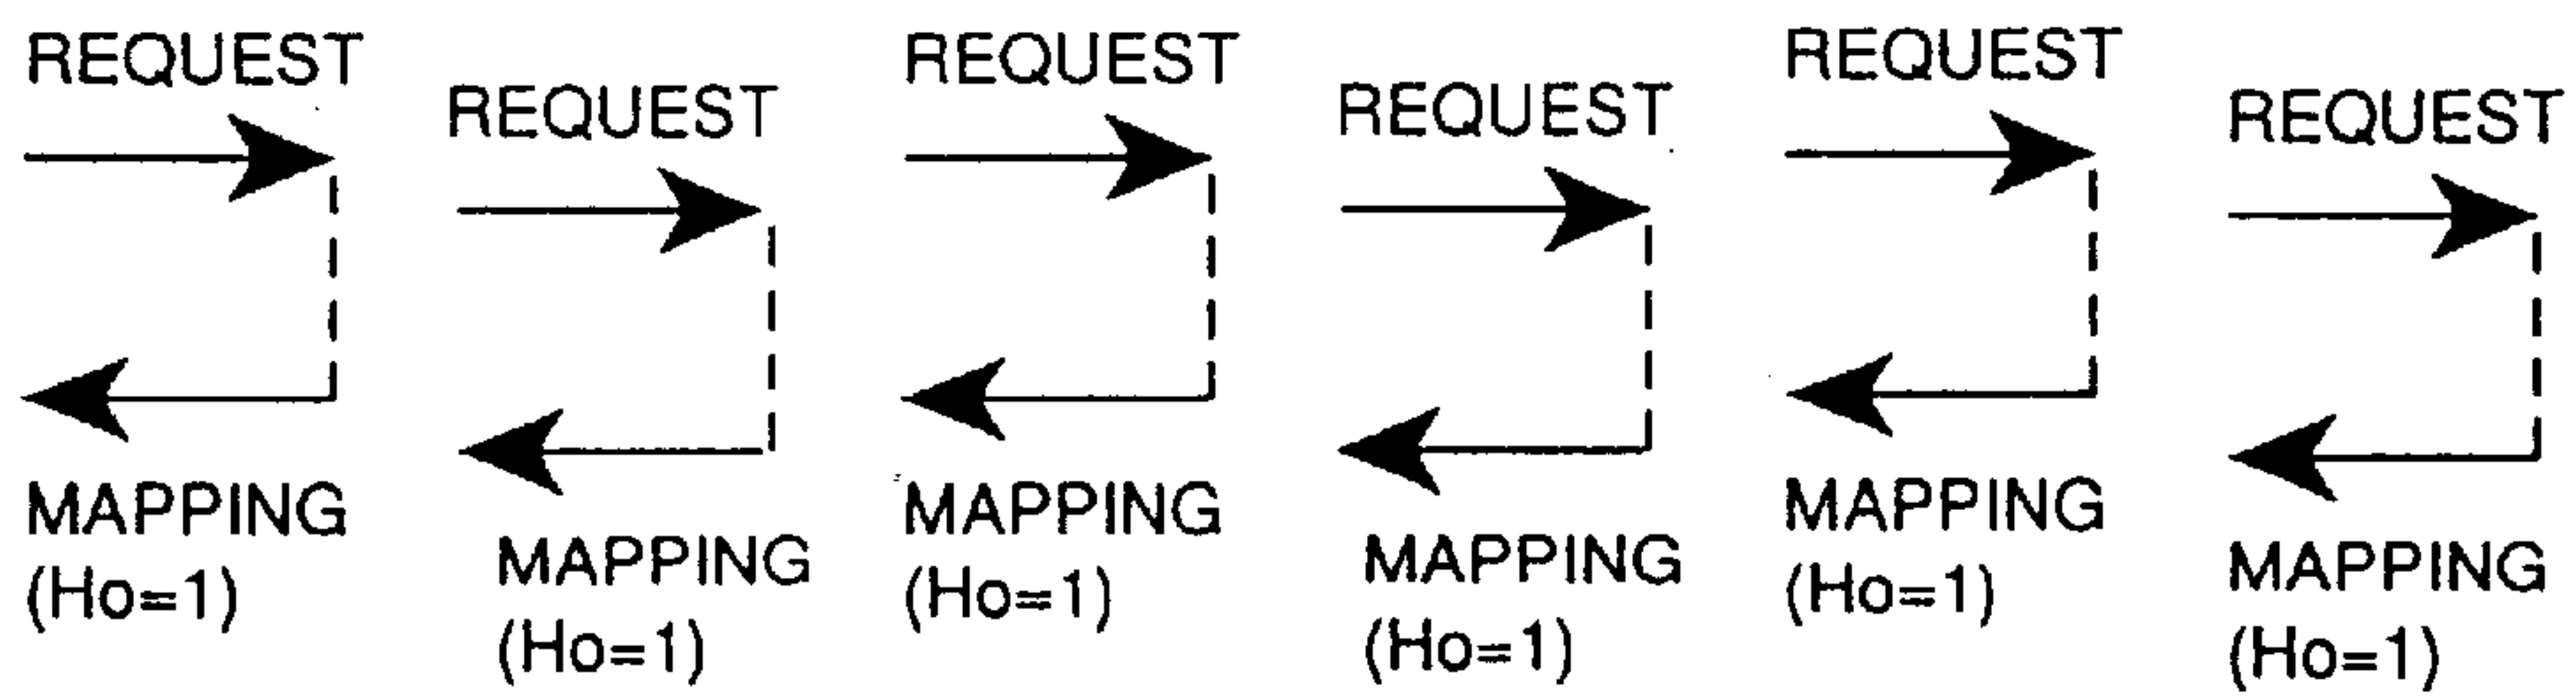 REQUEST
REQUEST
REQUEST
REQUEST
REQUEST
REQUEST
MAPPING
(Ho=1)
MAPPING
(Ho=1)
MAPPING
(Ho=1)
MAPPING
(Ho=1)
MAPPING
(Ho=1)
MAPPING
(Ho=1)